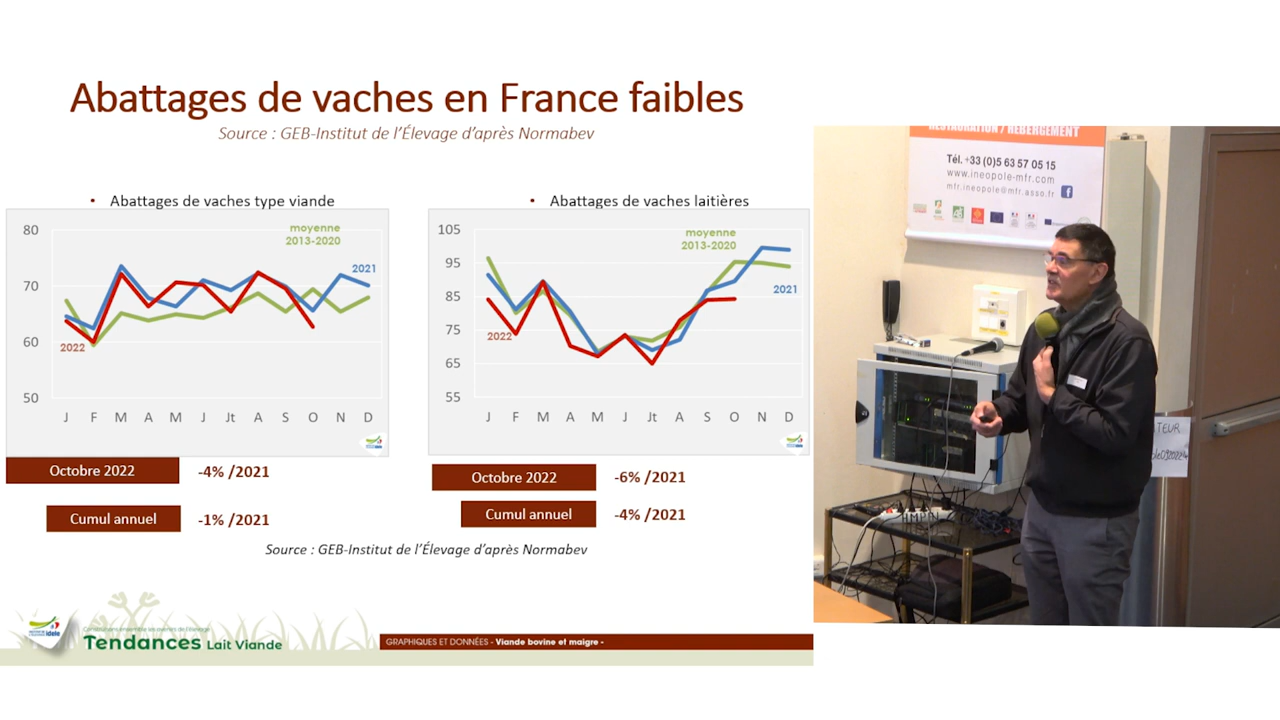 Abattages de vaches en France faibles
Source : GEB-Institut de l'Élevage d'après Normabev
• Abattages de vaches type viande
80
70
60
50
moyenne
2013-2020
2021
2022
J F M A M J Jt A S O N D
Octobre 2022 -4% /2021
Cumul annuel -1% /2021
• Abattages de vaches laitières
105
95
85
75
65
55
moyenne
2013-2020
2021
2022
J F M A M J Jt A S O N D
Octobre 2022 -6% /2021
Cumul annuel -4% /2021
Source : GEB-Institut de l'Élevage d'après Normabev
idele
Tendances Lait Viande
GRAPHIQUES ET DONNÉES - Viande bovine et maigre -
RESTAURATION / HÉBERGEMENT
Tél. +33 (0)5 63 57 05 15
www.ineopole-mfr.com
mfr.ineopole@mfr.asso.fr
TEUR